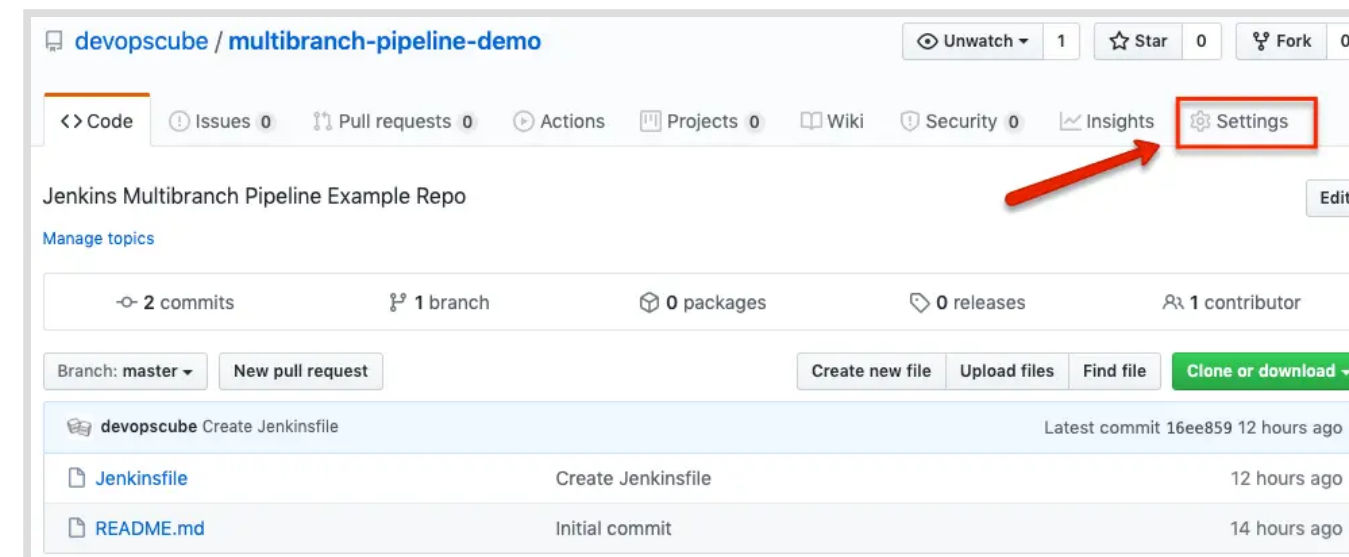 devopscube / multibranch-pipeline-demo Unwatch 1 Star 0 Fork 0
<> Code Issues 0 Pull requests 0 Actions Projects 0 Wiki Security 0 Insights Settings
Jenkins Multibranch Pipeline Example Repo Edit
Manage topics
2 commits 1 branch 0 packages 0 releases 1 contributor
Branch: master New pull request Create new file Upload files Find file Clone or download
devopscube Create Jenkinsfile Latest commit 16ee859 12 hours ago
Jenkinsfile Create Jenkinsfile 12 hours ago
README.md Initial commit 14 hours ago